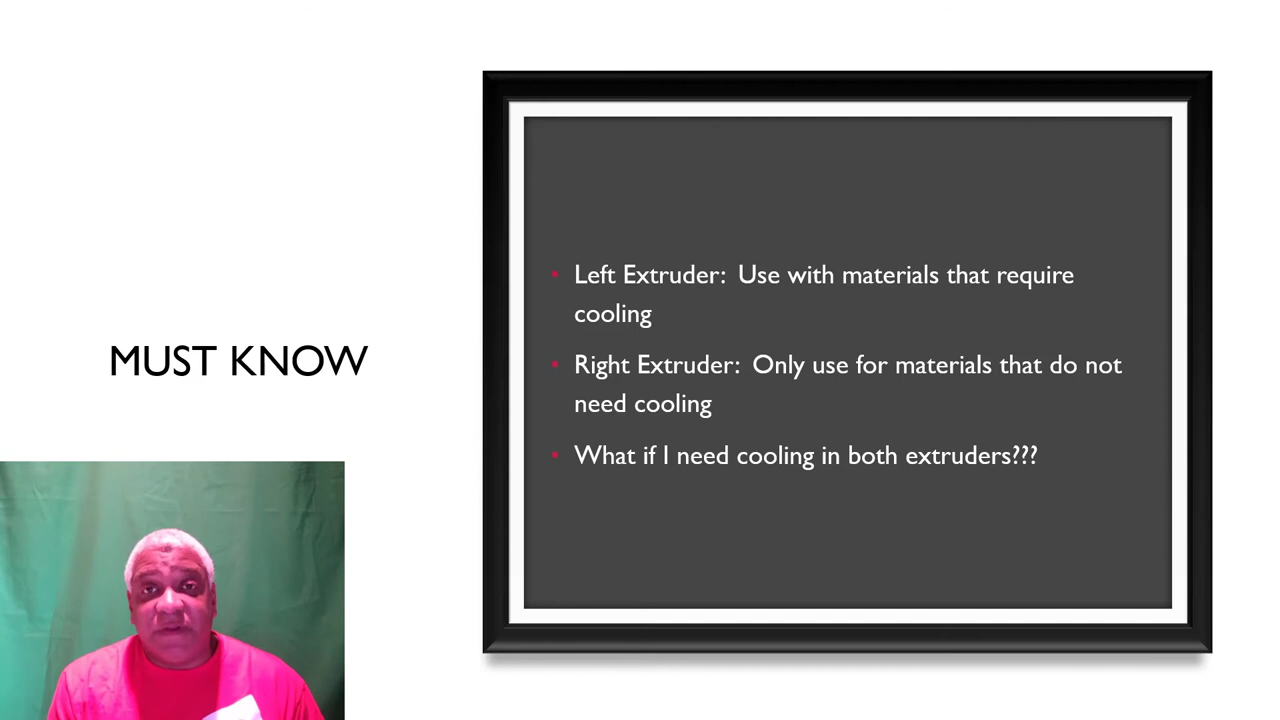 MUST KNOW
Left Extruder: Use with materials that require
cooling
Right Extruder: Only use for materials that do not
need cooling
What if I need cooling in both extruders???